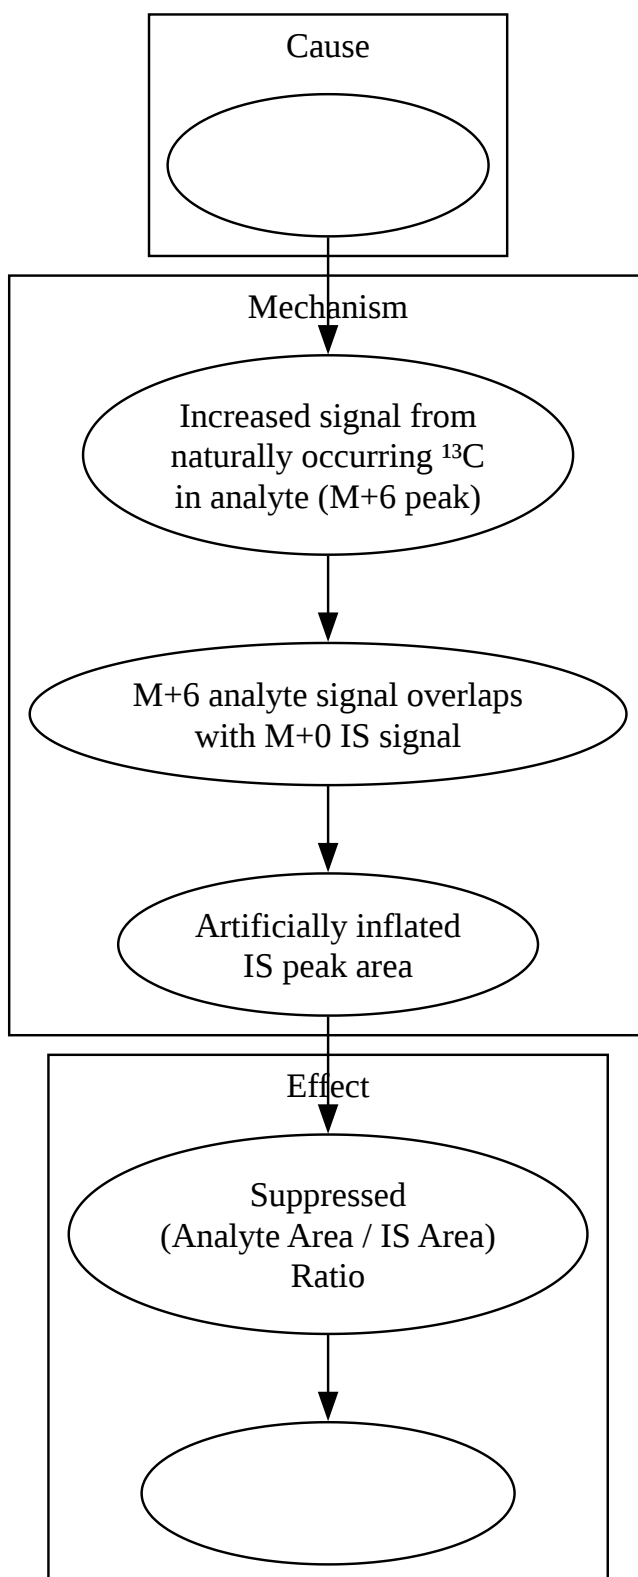 Cause
Mechanism
Increased signal from
naturally occurring ¹³C
in analyte (M+6 peak)
M+6 analyte signal overlaps
with M+0 IS signal
Artificially inflated
IS peak area
Effect
Suppressed
(Analyte Area / IS Area)
Ratio